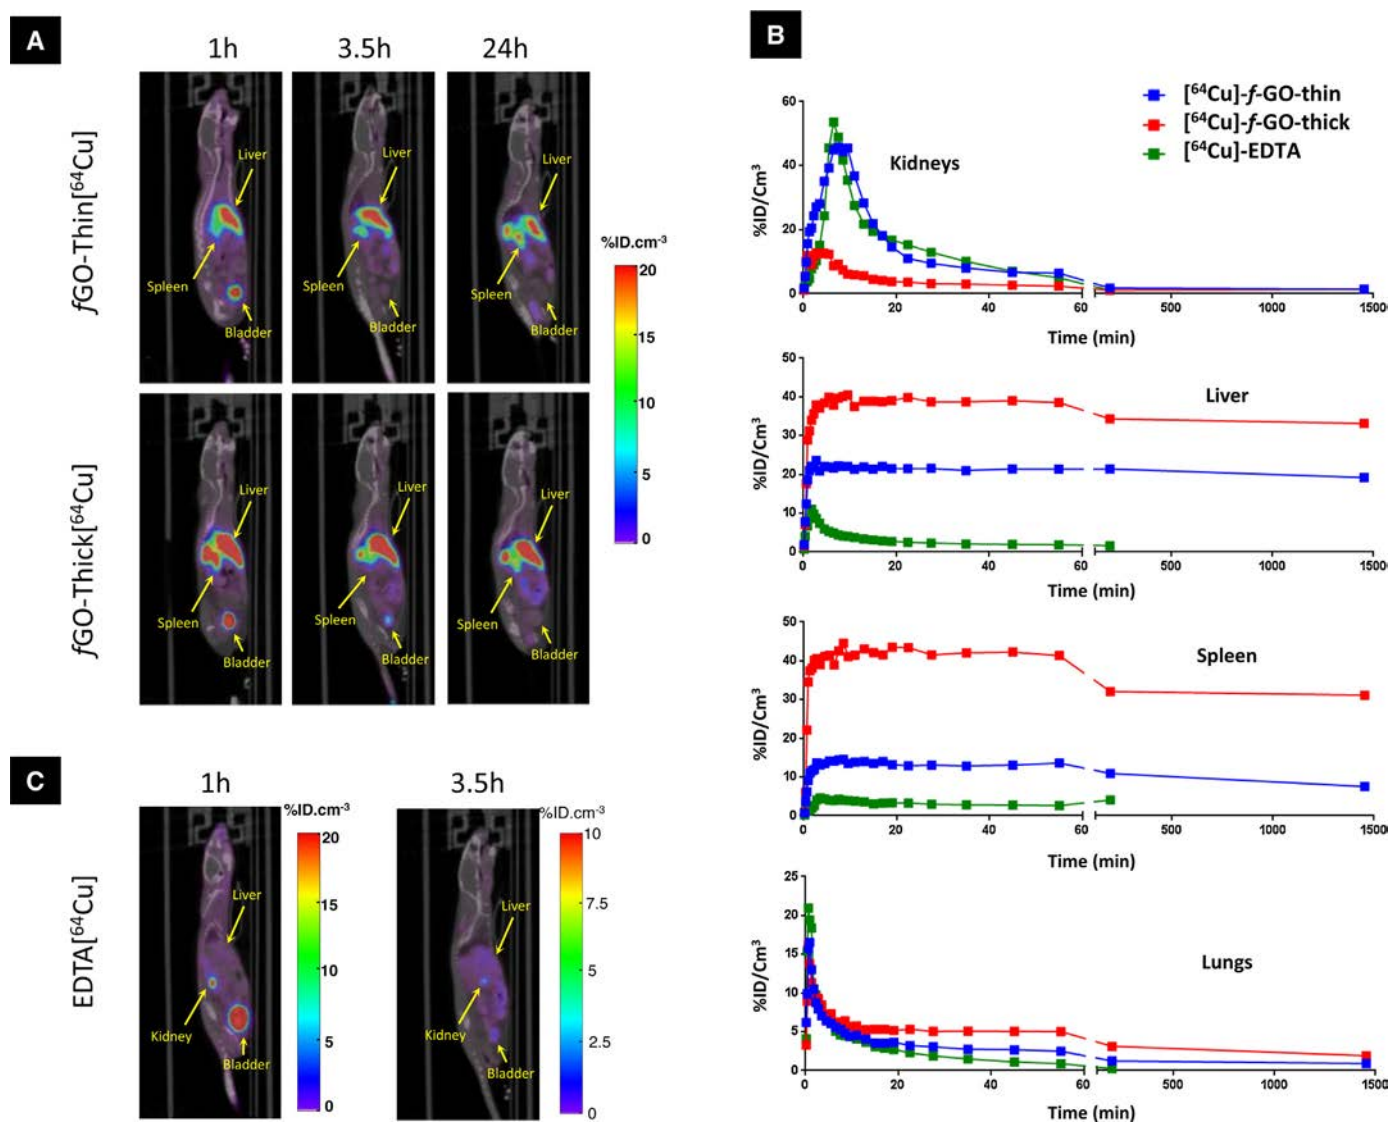 A
1h 3.5h 24h
fGO-Thin[⁶⁴Cu]
Liver Liver Liver
Spleen Spleen Spleen
Bladder Bladder Bladder
%ID.cm⁻³
20
15
10
5
0
fGO-Thick[⁶⁴Cu]
Liver Liver Liver
Spleen Spleen Spleen
Bladder Bladder Bladder
B
[⁶⁴Cu]-f-GO-thin
[⁶⁴Cu]-f-GO-thick
[⁶⁴Cu]-EDTA
Kidneys
%ID/Cm³
60
40
20
0
0 20 40 60 500 1000 1500
Time (min)
Liver
%ID/Cm³
50
40
30
20
10
0
0 20 40 60 500 1000 1500
Time (min)
Spleen
%ID/Cm³
50
40
30
20
10
0
0 20 40 60 500 1000 1500
Time (min)
Lungs
%ID/Cm³
25
20
15
10
5
0
0 20 40 60 500 1000 1500
Time (min)
C
1h 3.5h
EDTA[⁶⁴Cu]
%ID.cm⁻³ %ID.cm⁻³
20 10
15 7.5
10 5
5 2.5
0 0
Liver Liver
Kidney Kidney
Bladder Bladder